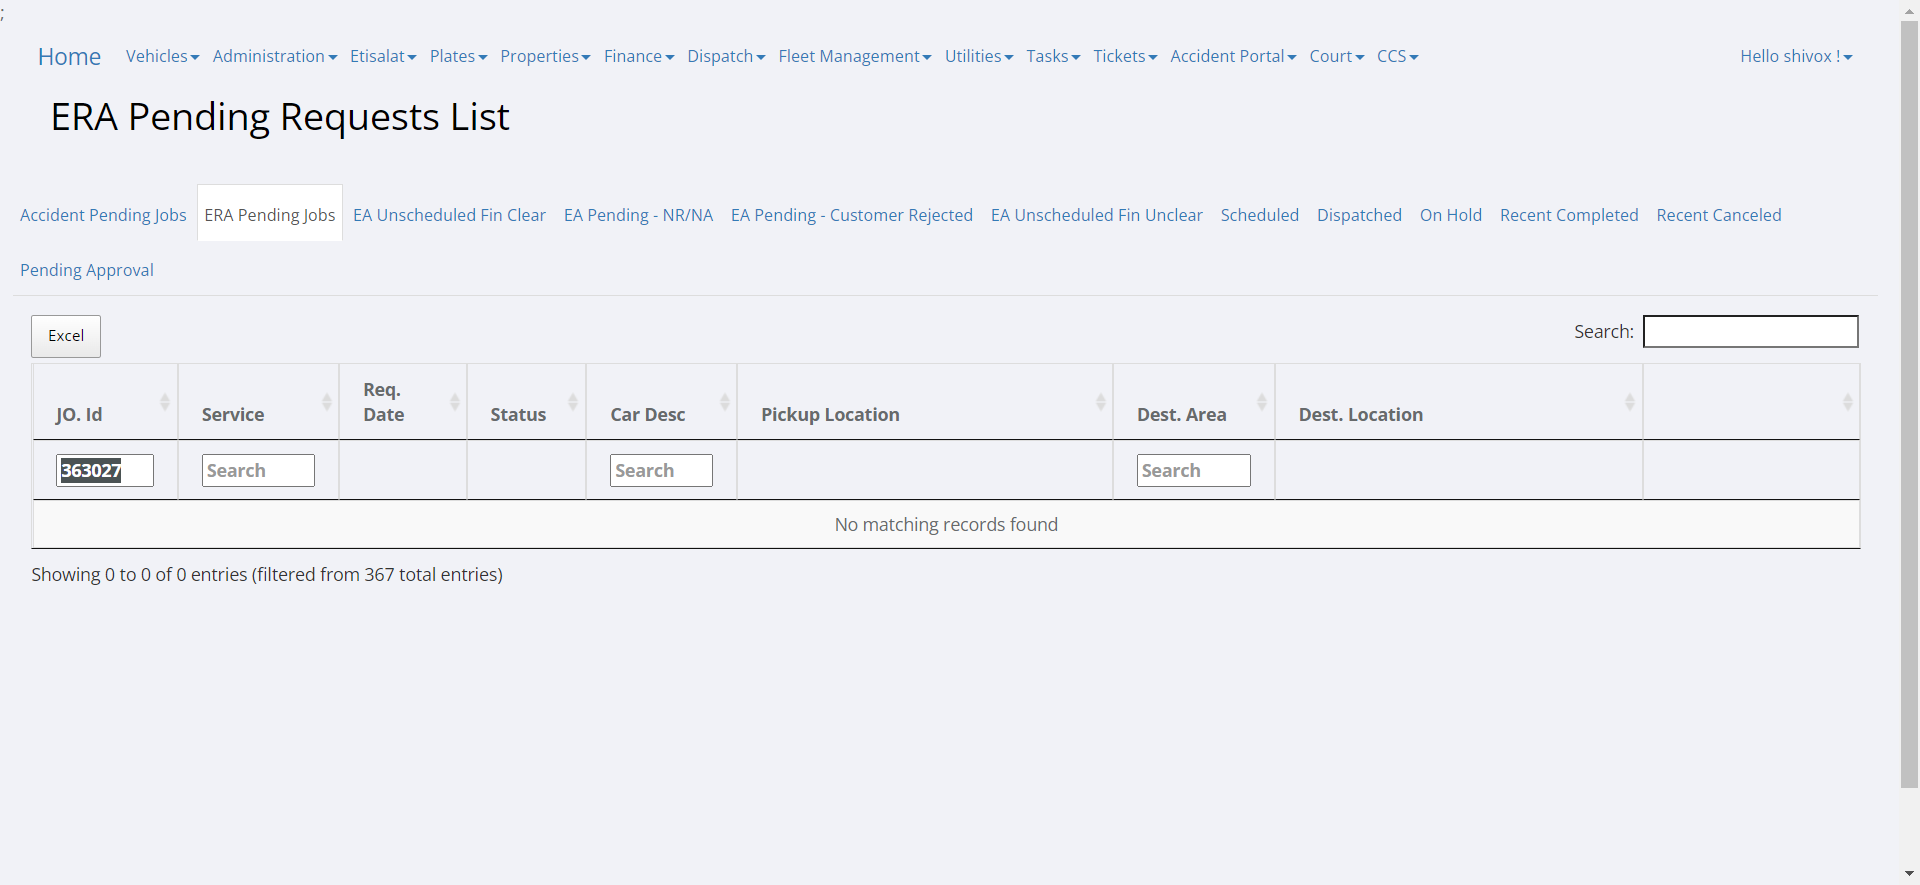 ;
Home Vehicles Administration Etisalat Plates Properties Finance Dispatch Fleet Management Utilities Tasks Tickets Accident Portal Court CCS Hello shivox !
ERA Pending Requests List
Accident Pending Jobs ERA Pending Jobs EA Unscheduled Fin Clear EA Pending - NR/NA EA Pending - Customer Rejected EA Unscheduled Fin Unclear Scheduled Dispatched On Hold Recent Completed Recent Canceled
Pending Approval
Excel Search:
JO. Id Service Req. Date Status Car Desc Pickup Location Dest. Area Dest. Location
363027 Search Search Search
No matching records found
Showing 0 to 0 of 0 entries (filtered from 367 total entries)